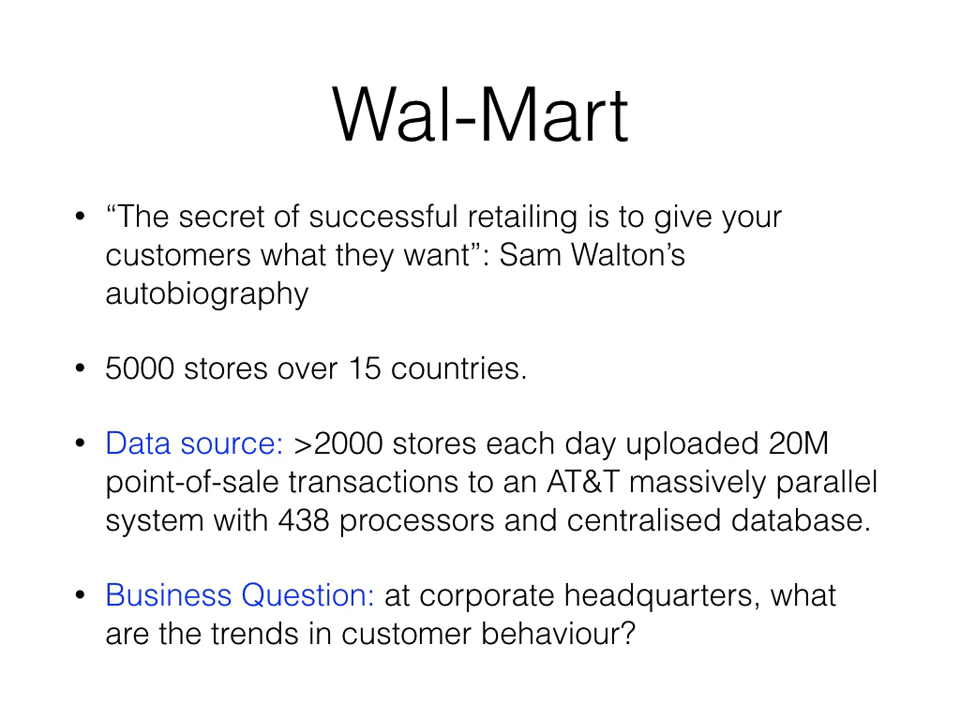 Wal-Mart
• “The secret of successful retailing is to give your
customers what they want”: Sam Walton’s
autobiography
• 5000 stores over 15 countries.
• Data source: >2000 stores each day uploaded 20M
point-of-sale transactions to an AT&T massively parallel
system with 438 processors and centralised database.
• Business Question: at corporate headquarters, what
are the trends in customer behaviour?